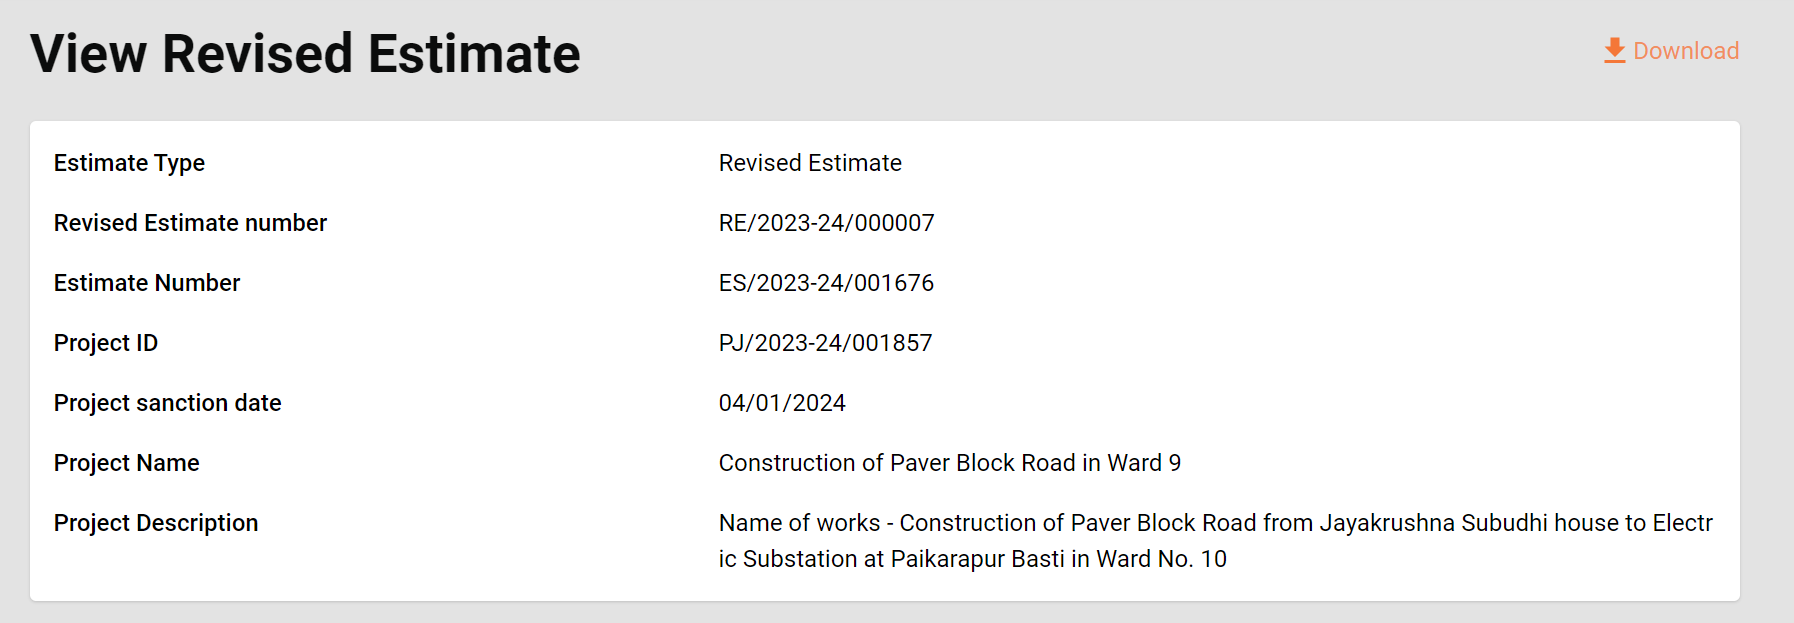 View Revised Estimate
Download
Estimate Type Revised Estimate
Revised Estimate number RE/2023-24/000007
Estimate Number ES/2023-24/001676
Project ID PJ/2023-24/001857
Project sanction date 04/01/2024
Project Name Construction of Paver Block Road in Ward 9
Project Description Name of works - Construction of Paver Block Road from Jayakrushna Subudhi house to Electr
ic Substation at Paikarapur Basti in Ward No. 10